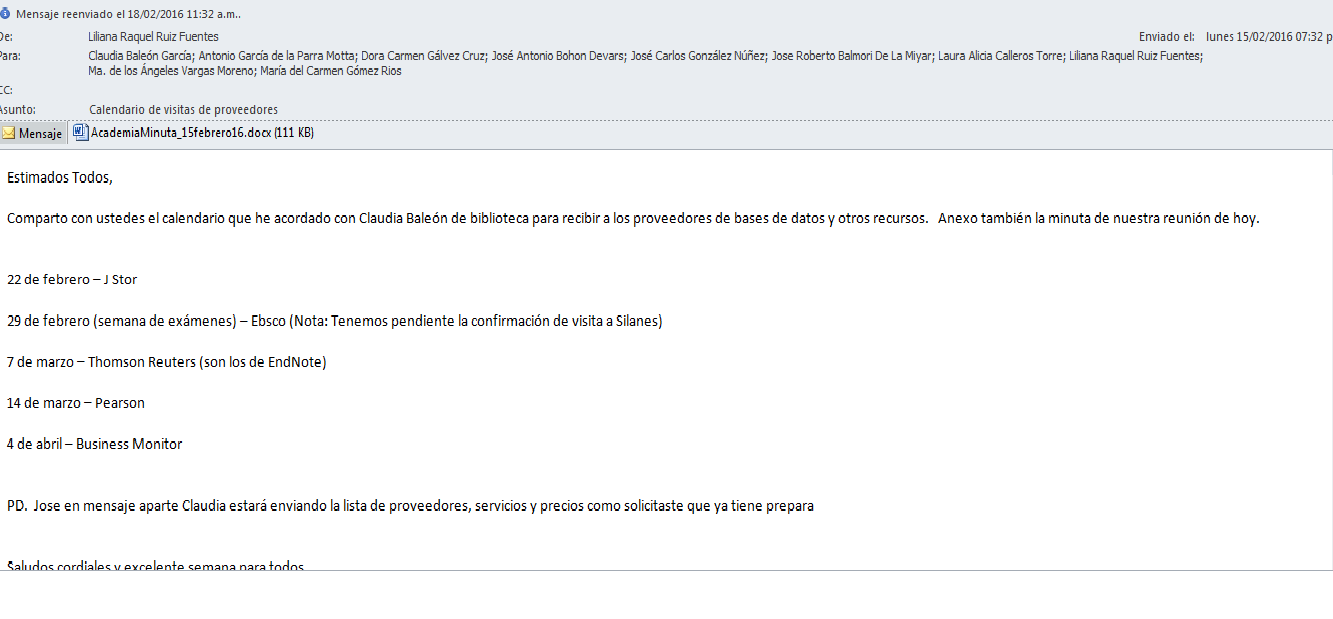 Mensaje reenviado el 18/02/2016 11:32 a.m..
De: Liliana Raquel Ruiz Fuentes Enviado el: lunes 15/02/2016 07:32 p
Para: Claudia Baleón García; Antonio García de la Parra Motta; Dora Carmen Gálvez Cruz; José Antonio Bohon Devars; José Carlos González Núñez; Jose Roberto Balmori De La Miyar; Laura Alicia Calleros Torre; Liliana Raquel Ruiz Fuentes;
Ma. de los Ángeles Vargas Moreno; María del Carmen Gómez Rios
CC:
Asunto: Calendario de visitas de proveedores
Mensaje AcademiaMinuta_15febrero16.docx (111 KB)
Estimados Todos,
Comparto con ustedes el calendario que he acordado con Claudia Baleón de biblioteca para recibir a los proveedores de bases de datos y otros recursos. Anexo también la minuta de nuestra reunión de hoy.
22 de febrero – J Stor
29 de febrero (semana de exámenes) – Ebsco (Nota: Tenemos pendiente la confirmación de visita a Silanes)
7 de marzo – Thomson Reuters (son los de EndNote)
14 de marzo – Pearson
4 de abril – Business Monitor
PD. Jose en mensaje aparte Claudia estará enviando la lista de proveedores, servicios y precios como solicitaste que ya tiene prepara
Saludos cordiales y excelente semana para todos